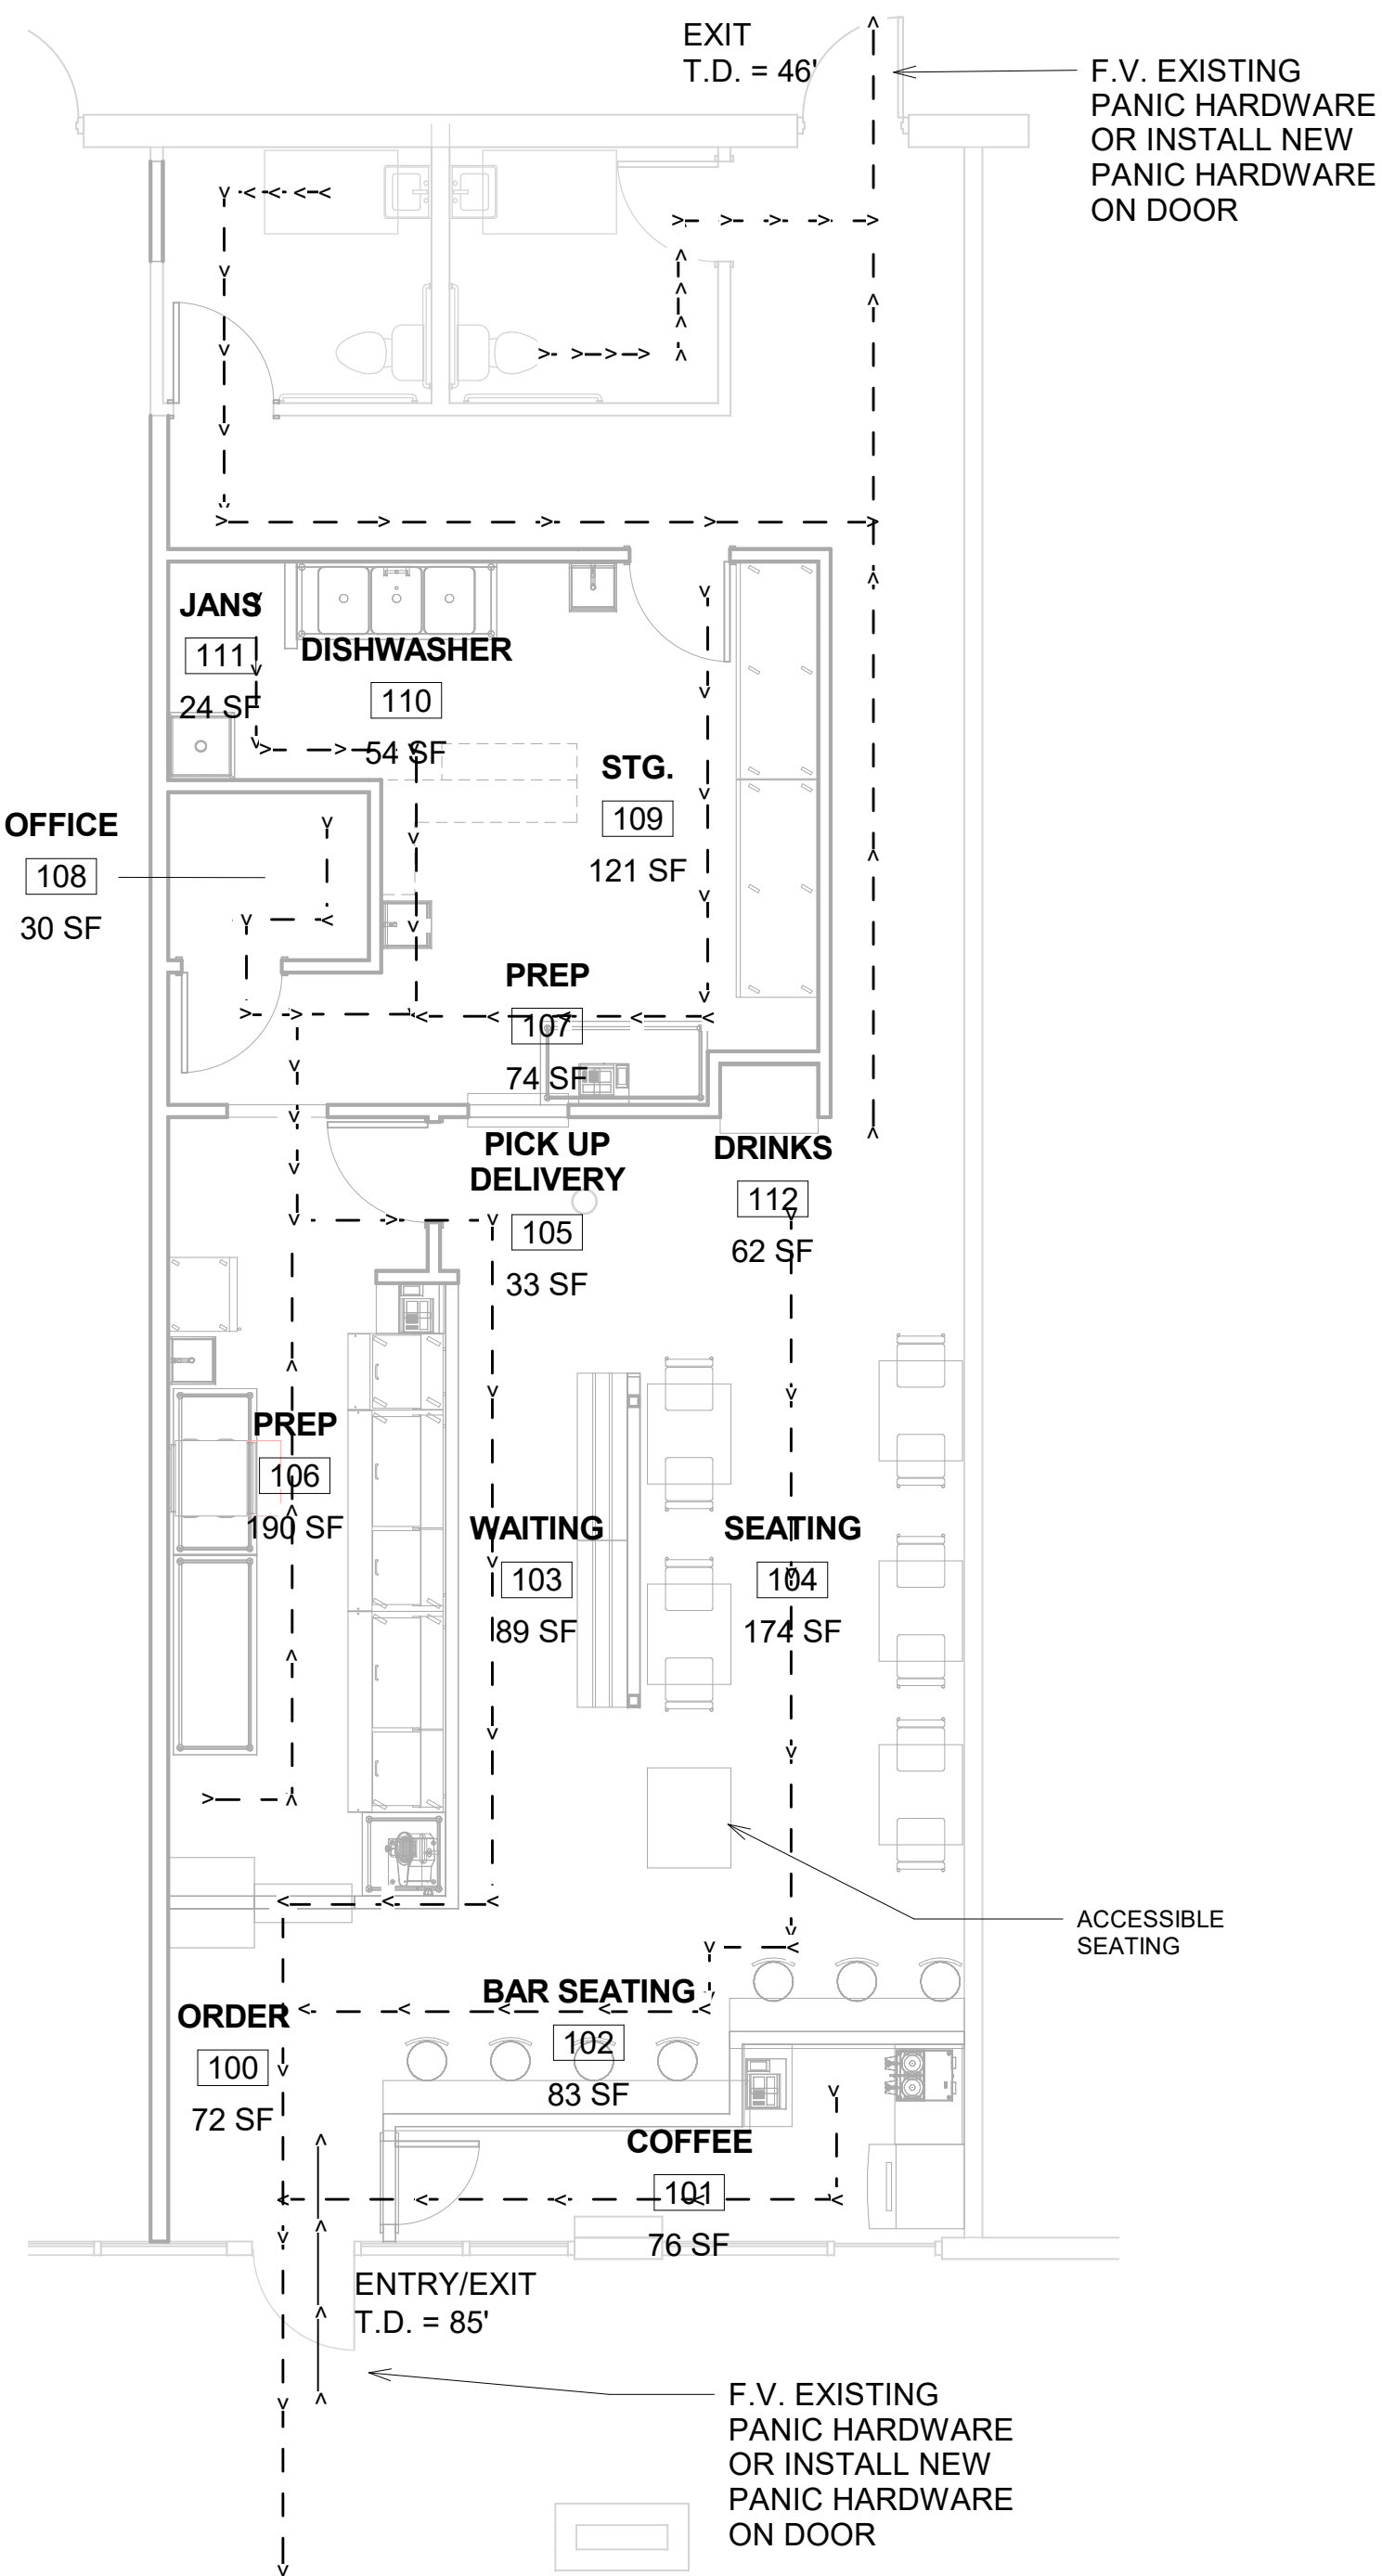 EXIT
T.D. = 46'
F.V. EXISTING
PANIC HARDWARE
OR INSTALL NEW
PANIC HARDWARE
ON DOOR
JANS
111
24 SF
DISHWASHER
110
54 SF
STG.
109
121 SF
OFFICE
108
30 SF
PREP
107
74 SF
PICK UP
DELIVERY
105
33 SF
DRINKS
112
62 SF
PREP
106
190 SF
WAITING
103
89 SF
SEATING
104
174 SF
ACCESSIBLE
SEATING
BAR SEATING
102
83 SF
ORDER
100
72 SF
COFFEE
101
76 SF
ENTRY/EXIT
T.D. = 85'
F.V. EXISTING
PANIC HARDWARE
OR INSTALL NEW
PANIC HARDWARE
ON DOOR